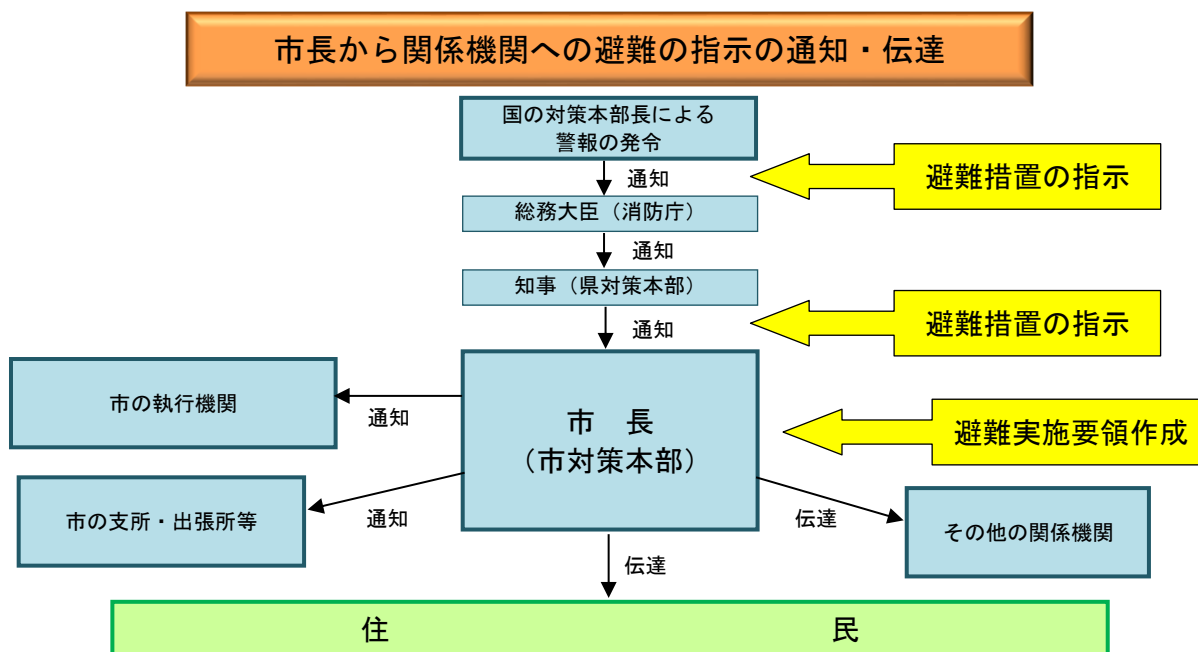 市長から関係機関への避難の指示の通知・伝達
国の対策本部長による
警報の発令
避難措置の指示
通知
総務大臣（消防庁）
通知
知事（県対策本部）
避難措置の指示
通知
市の執行機関
通知
市　長
（市対策本部）
避難実施要領作成
市の支所・出張所等
通知
伝達
その他の関係機関
伝達
住　民